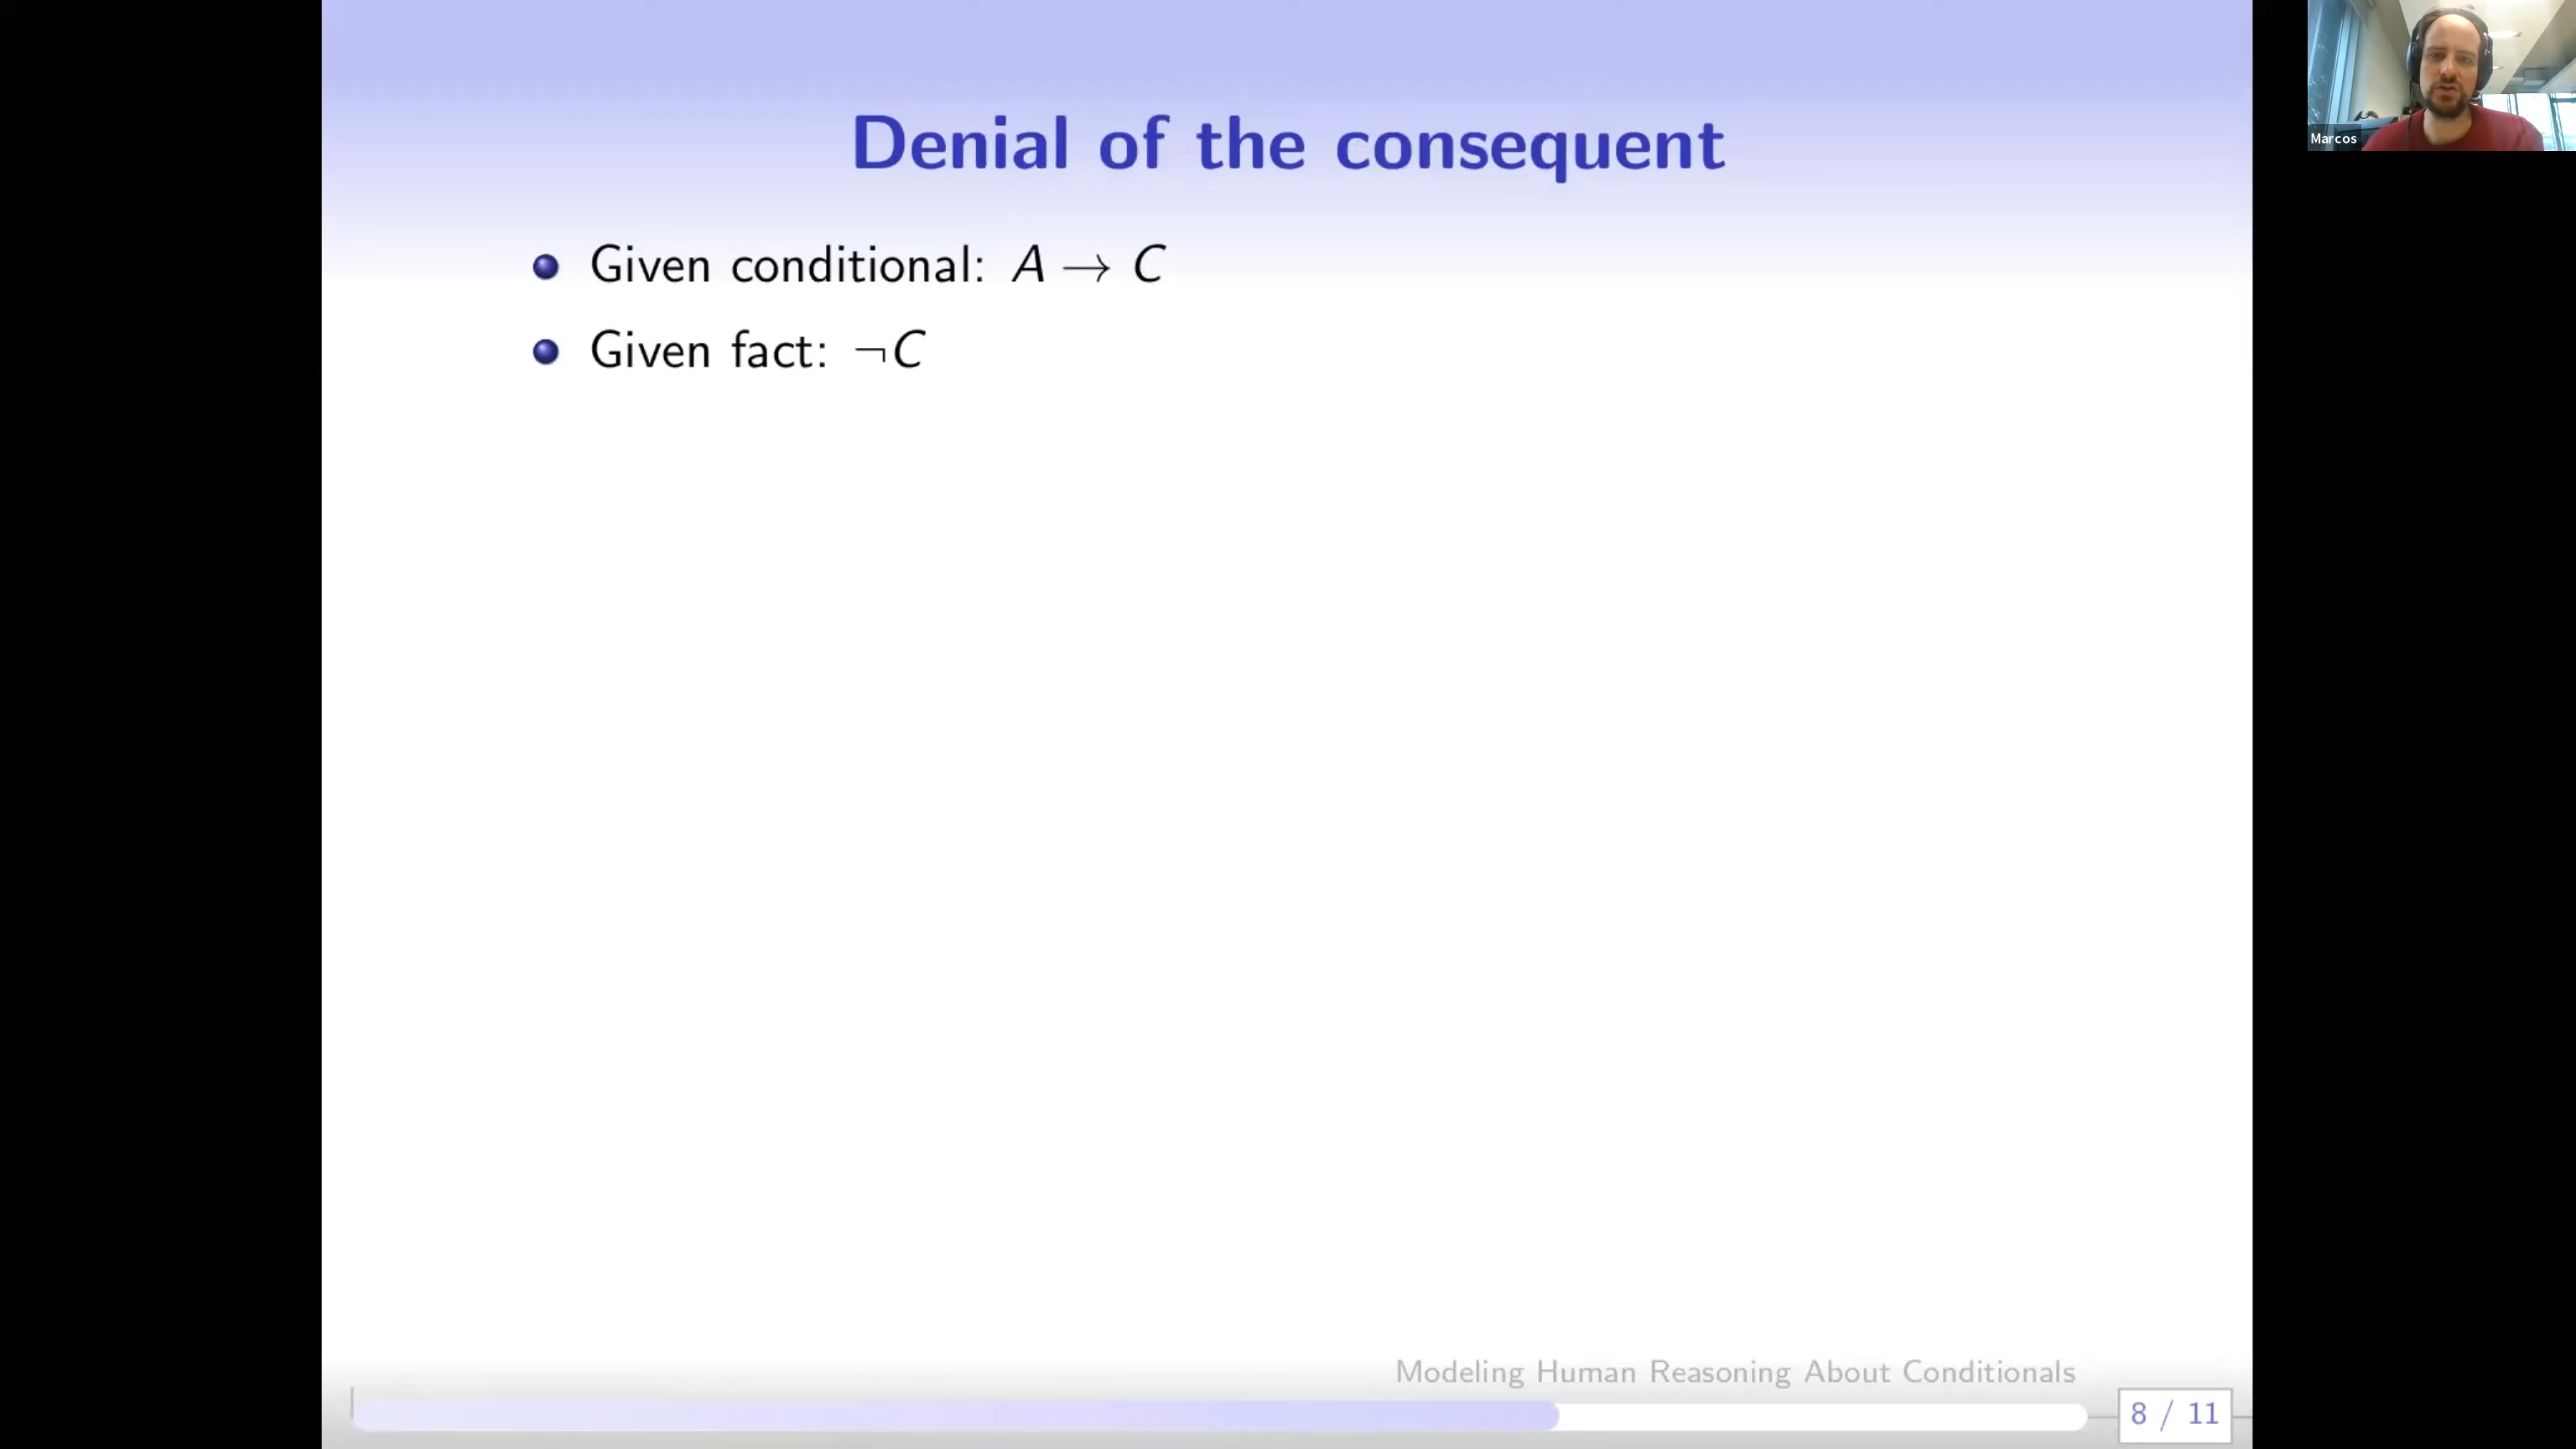 Denial of the consequent
Marcos
Given conditional: A → C
Given fact: ¬C
Modeling Human Reasoning About Conditionals
8 / 11